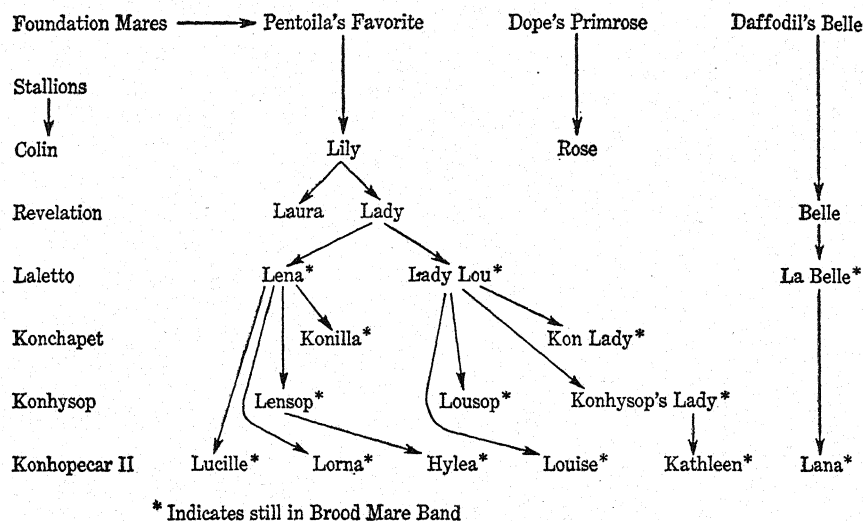 Foundation Mares Pentoila's Favorite Dope's Primrose Daffodil's Belle
Stallions
Colin Lily Rose
Revelation Laura Lady Belle
Laletto Lena* Lady Lou* La Belle*
Konchapet Konilla* Kon Lady*
Konhysop Lensop* Lousop* Konhysop's Lady*
Konhopecar II Lucille* Lorna* Hylea* Louise* Kathleen* Lana*
* Indicates still in Brood Mare Band